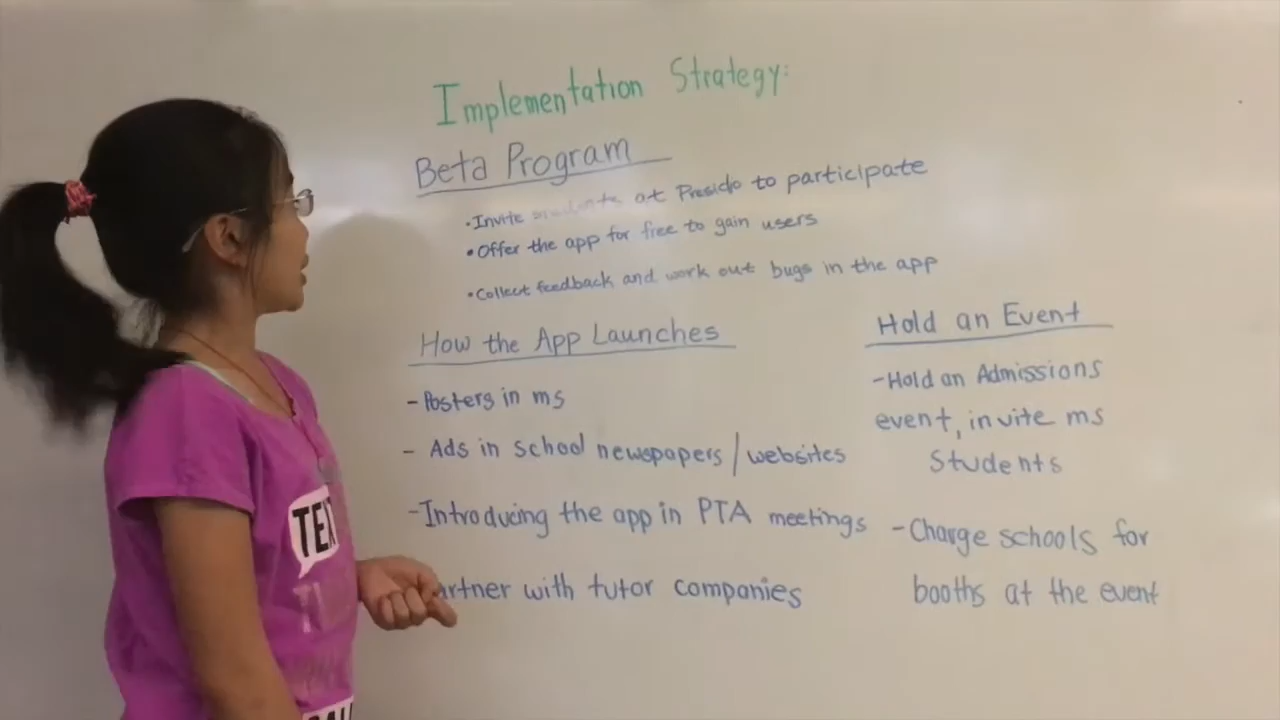 Implementation Strategy:
Beta Program
• Invite students at Presido to participate
• Offer the app for free to gain users
• Collect feedback and work out bugs in the app
How the App Launches
- Posters in ms
- Ads in school newspapers/websites
- Introducing the app in PTA meetings
artner with tutor companies
Hold an Event
- Hold an Admissions
event, invite ms
Students
- Charge schools for
booths at the event
TEX